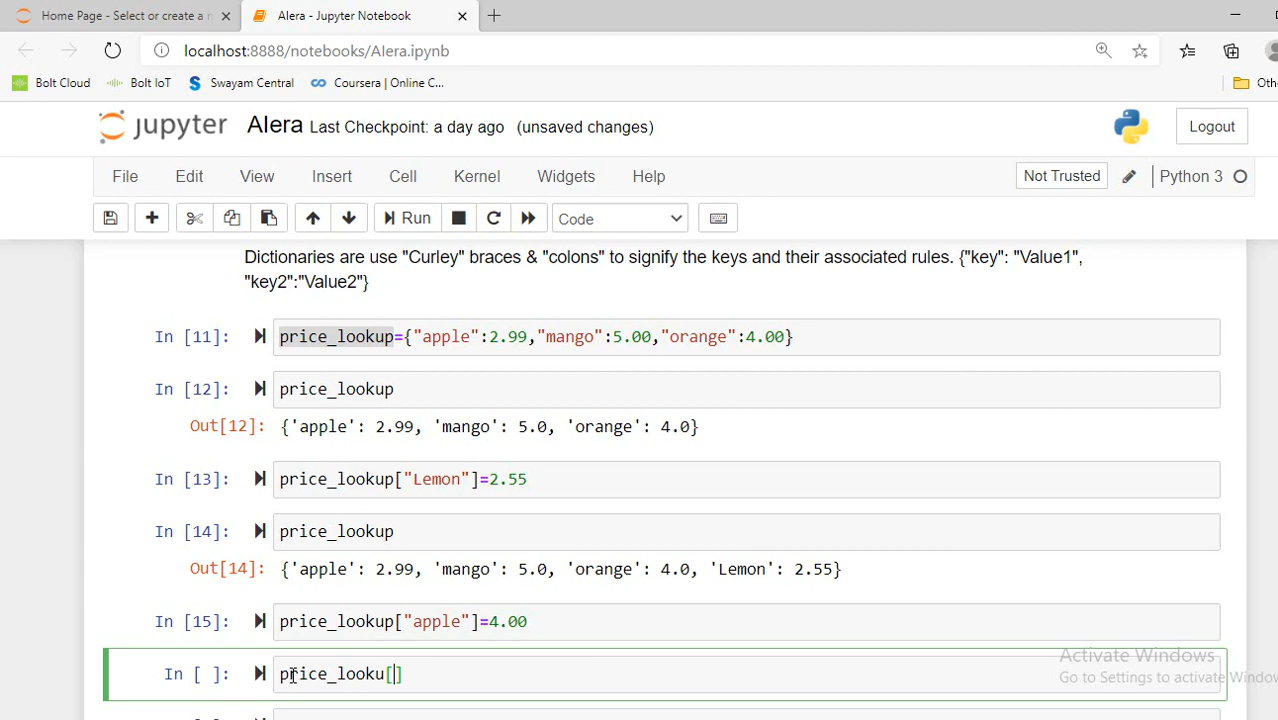 Home Page - Select or create a n
Alera - Jupyter Notebook
localhost:8888/notebooks/Alera.ipynb
Bolt Cloud Bolt IoT Swayam Central Coursera | Online C... Oth
jupyter Alera Last Checkpoint: a day ago (unsaved changes) Logout
File Edit View Insert Cell Kernel Widgets Help Not Trusted Python 3
Run Code
Dictionaries are use "Curley" braces & "colons" to signify the keys and their associated rules. {"key": "Value1",
"key2":"Value2"}
In [11]: price_lookup={"apple":2.99,"mango":5.00,"orange":4.00}
In [12]: price_lookup
Out[12]: {'apple': 2.99, 'mango': 5.0, 'orange': 4.0}
In [13]: price_lookup["Lemon"]=2.55
In [14]: price_lookup
Out[14]: {'apple': 2.99, 'mango': 5.0, 'orange': 4.0, 'Lemon': 2.55}
In [15]: price_lookup["apple"]=4.00
In [ ]: price_looku[]
Activate Windows
Go to Settings to activate Windo